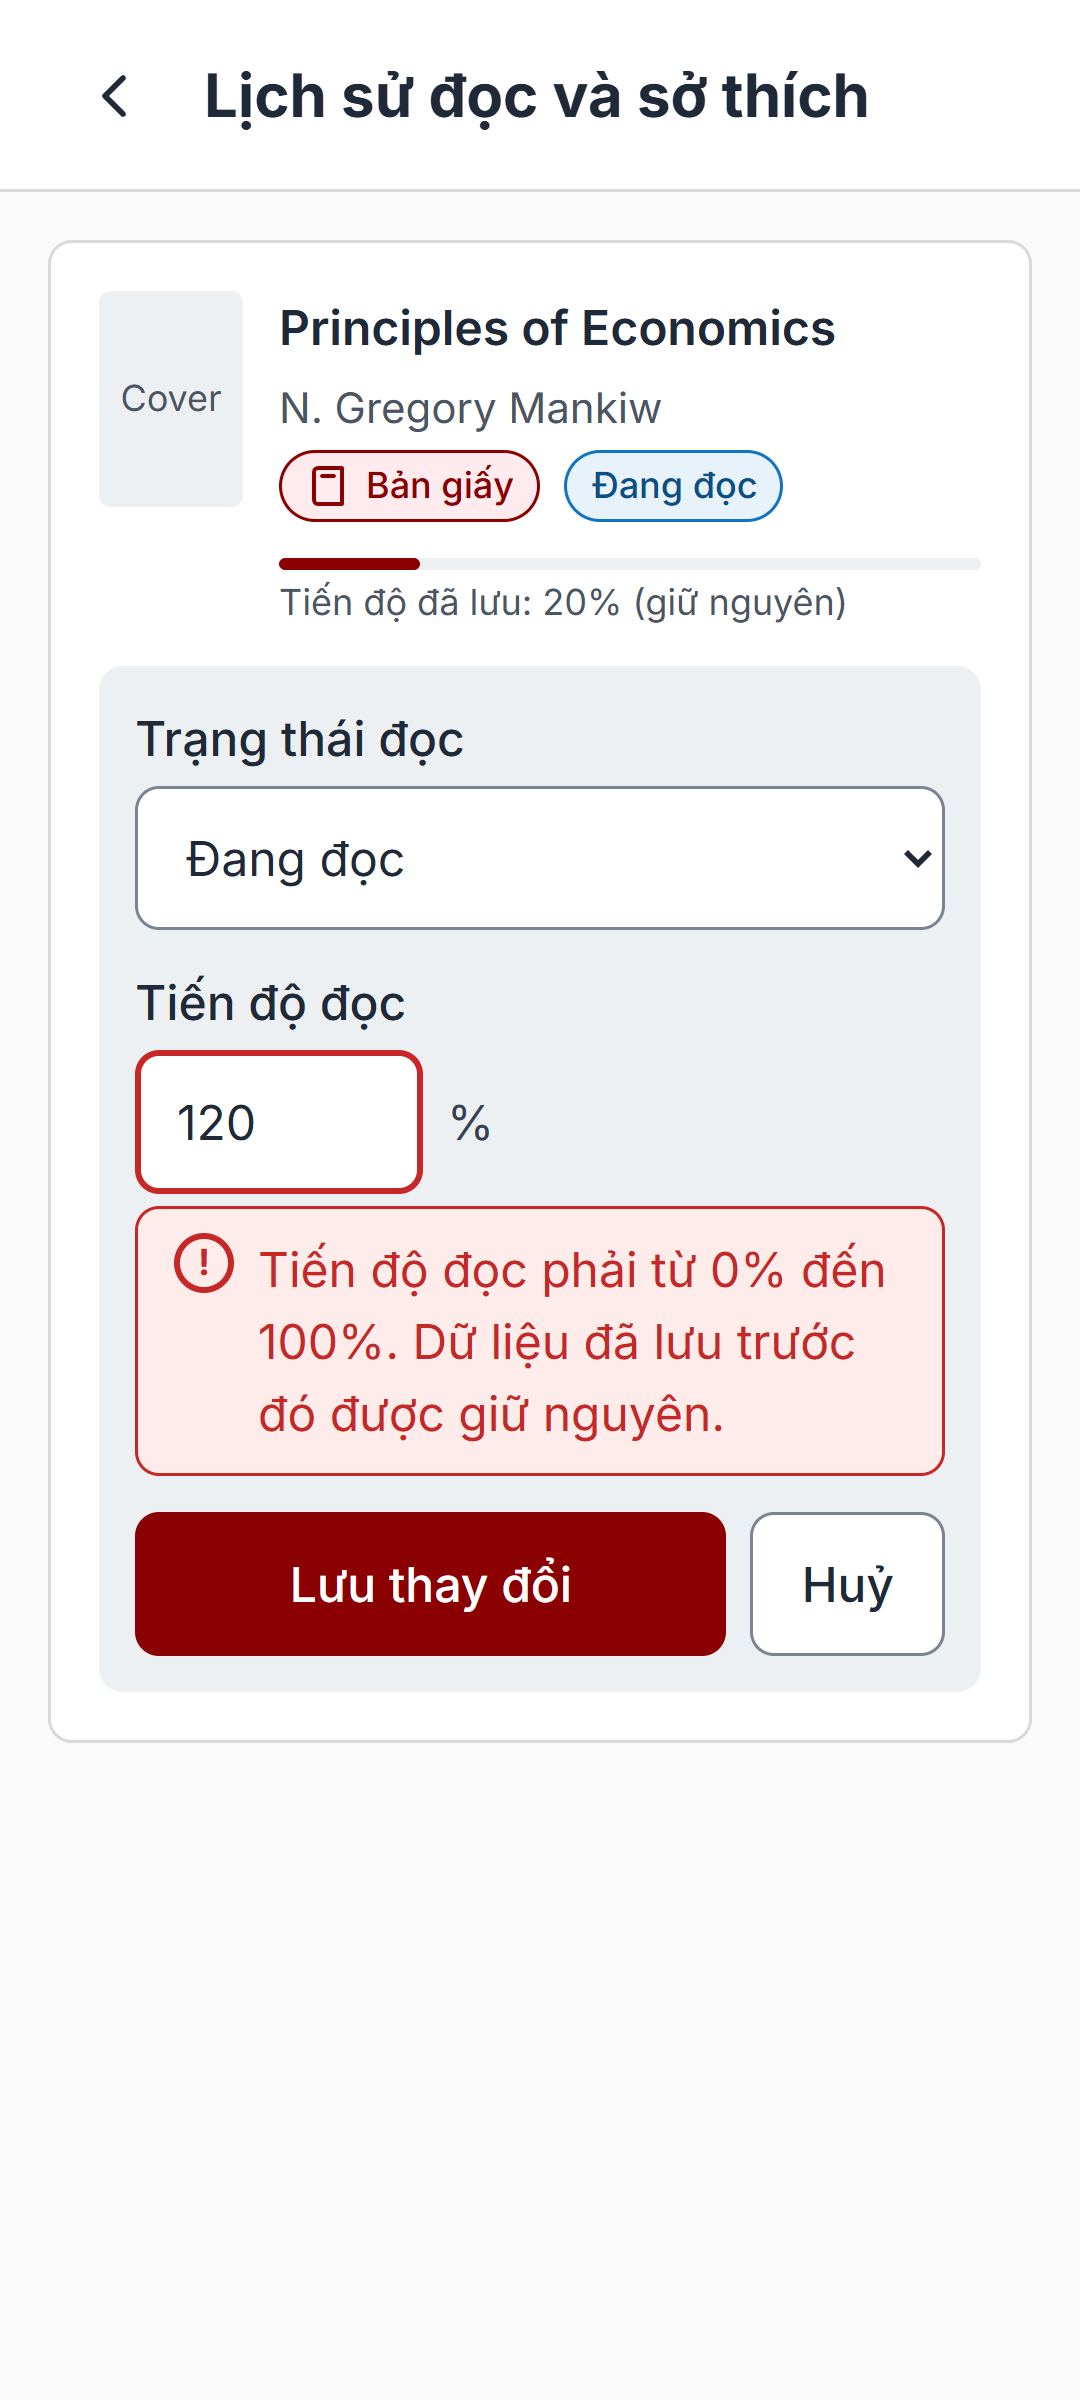 Lịch sử đọc và sở thích
Cover
Principles of Economics
N. Gregory Mankiw
Bản giấy
Đang đọc
Tiến độ đã lưu: 20% (giữ nguyên)
Trạng thái đọc
Đang đọc
Tiến độ đọc
120 %
Tiến độ đọc phải từ 0% đến
100%. Dữ liệu đã lưu trước
đó được giữ nguyên.
Lưu thay đổi
Huỷ